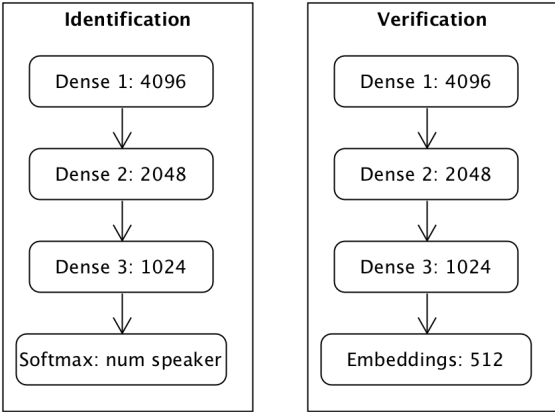 Identification
Dense 1: 4096
Dense 2: 2048
Dense 3: 1024
Softmax: num speaker
Verification
Dense 1: 4096
Dense 2: 2048
Dense 3: 1024
Embeddings: 512